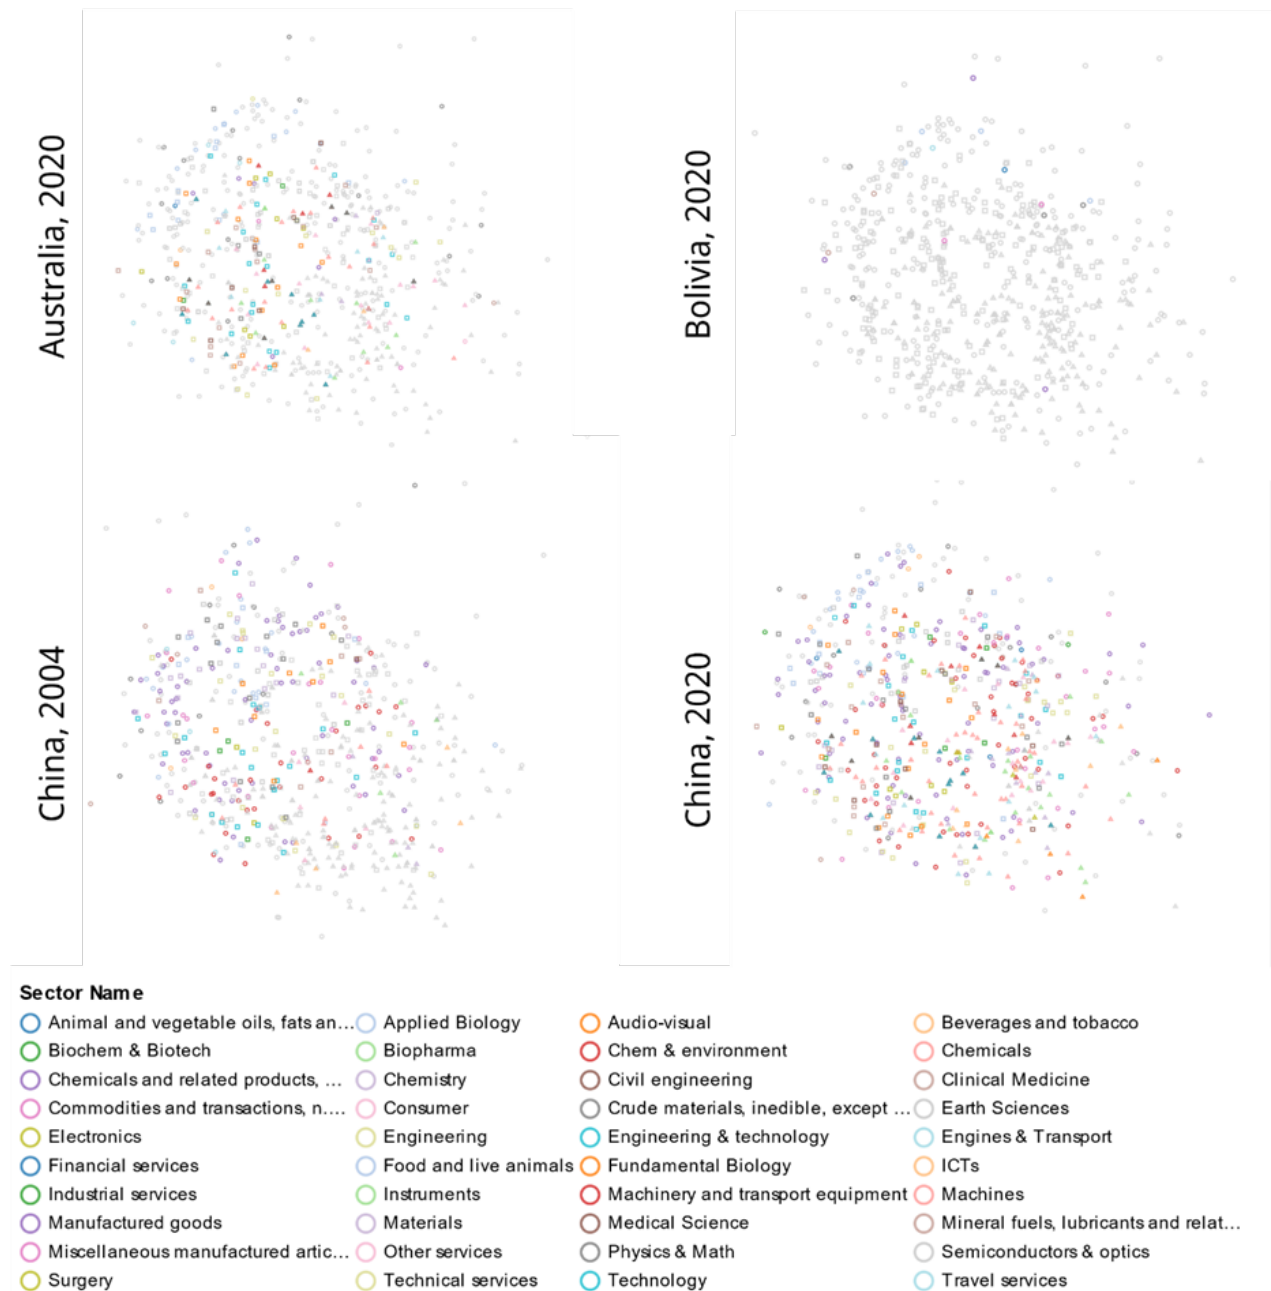 Australia, 2020
Bolivia, 2020
China, 2004
China, 2020
Sector Name
Animal and vegetable oils, fats an...
Applied Biology
Audio-visual
Beverages and tobacco
Biochem & Biotech
Biopharma
Chem & environment
Chemicals
Chemicals and related products, ...
Chemistry
Civil engineering
Clinical Medicine
Commodities and transactions, n....
Consumer
Crude materials, inedible, except ...
Earth Sciences
Electronics
Engineering
Engineering & technology
Engines & Transport
Financial services
Food and live animals
Fundamental Biology
ICTs
Industrial services
Instruments
Machinery and transport equipment
Machines
Manufactured goods
Materials
Medical Science
Mineral fuels, lubricants and relat...
Miscellaneous manufactured artic...
Other services
Physics & Math
Semiconductors & optics
Surgery
Technical services
Technology
Travel services